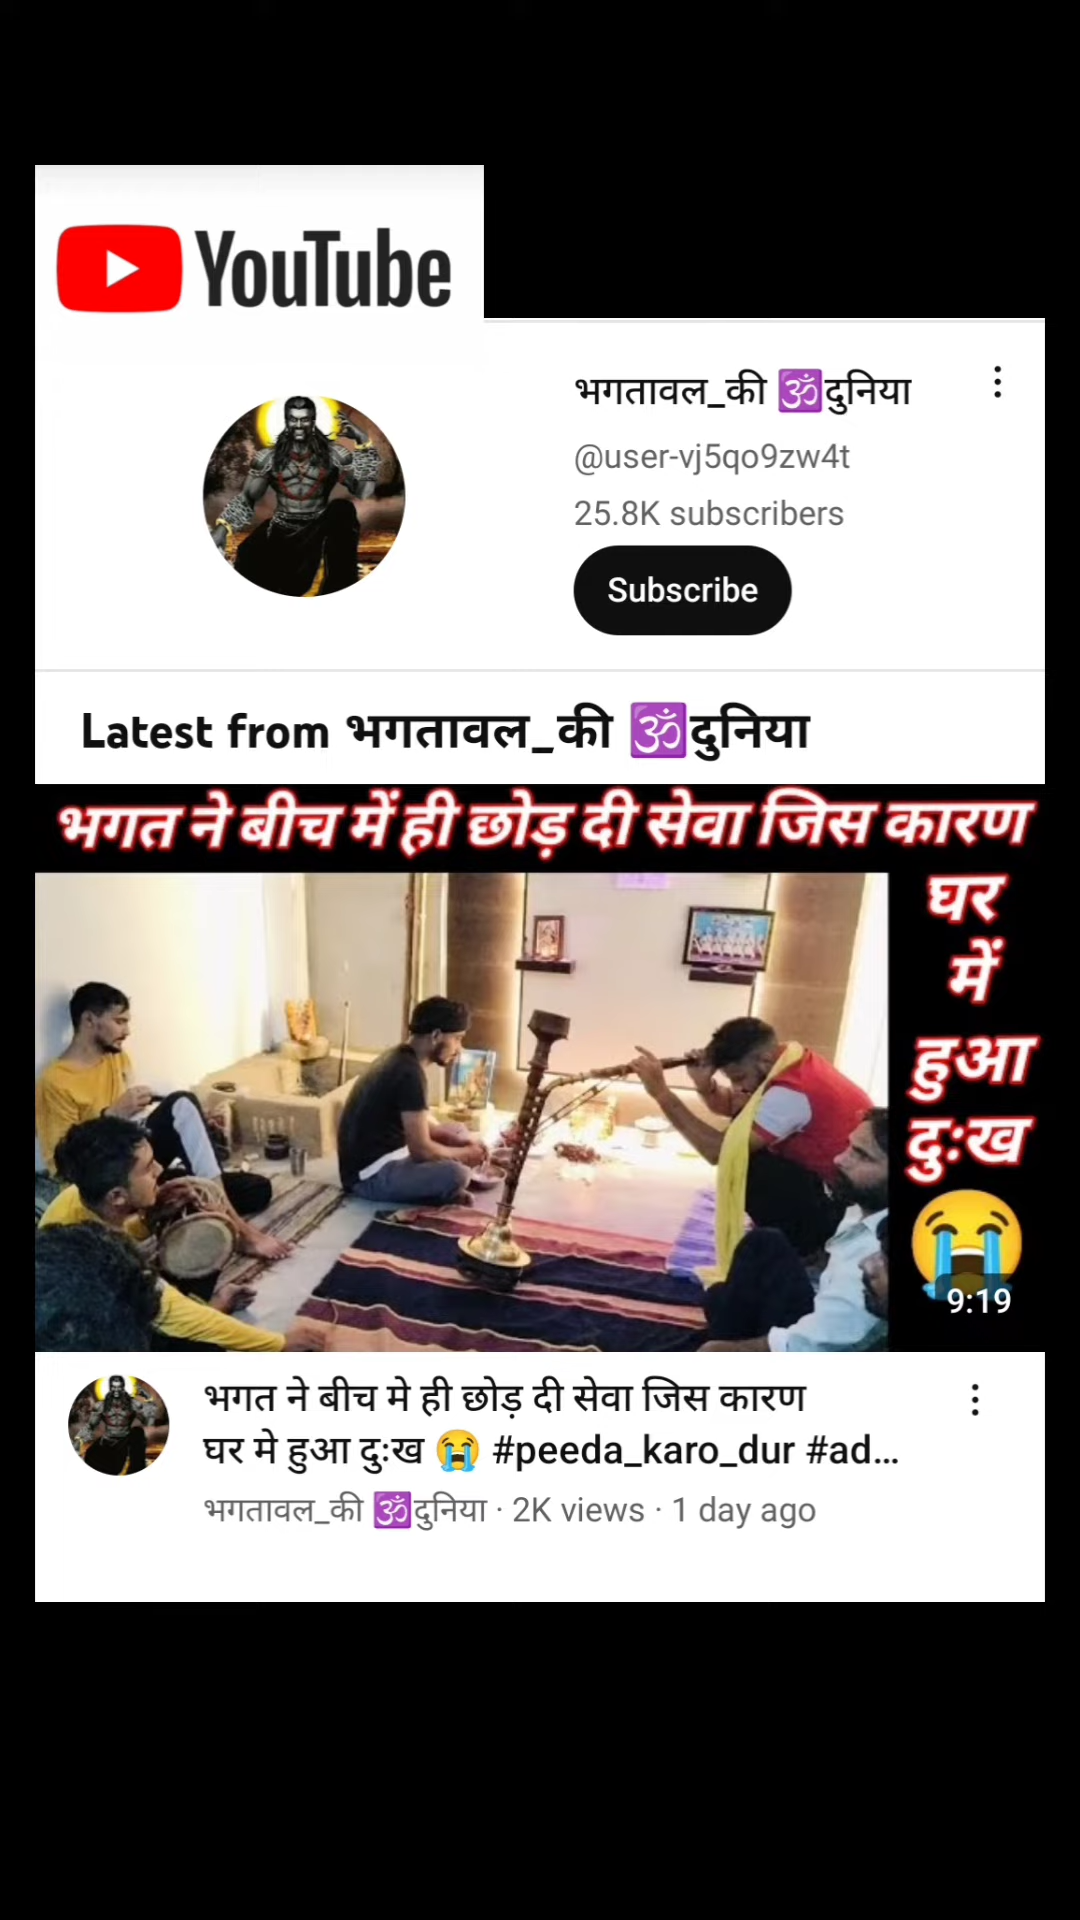 YouTube
भगतावल_की 🕉️दुनिया
@user-vj5qo9zw4t
25.8K subscribers
Subscribe
Latest from भगतावल_की 🕉️दुनिया
भगत ने बीच में ही छोड़ दी सेवा जिस कारण
घर
में
हुआ
दुःख
😭
9:19
भगत ने बीच मे ही छोड़ दी सेवा जिस कारण
घर मे हुआ दुःख 😭 #peeda_karo_dur #ad...
भगतावल_की 🕉️दुनिया · 2K views · 1 day ago